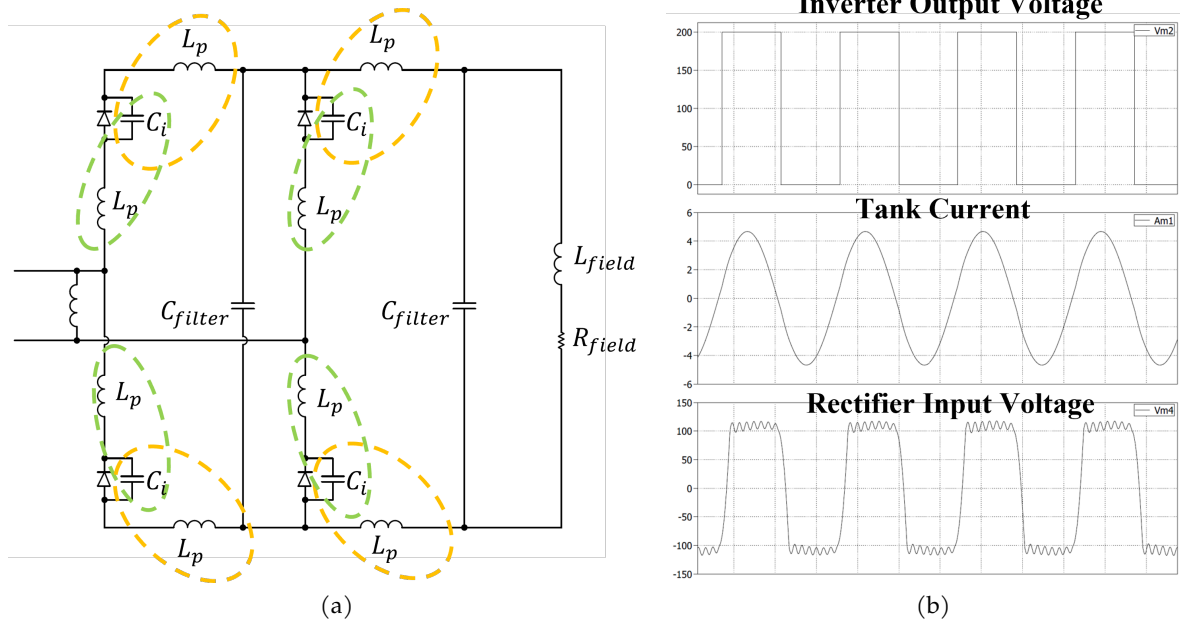 L_p
L_p
C_i
C_i
L_p
L_p
C_filter
C_filter
L_field
R_field
L_p
L_p
C_i
C_i
L_p
L_p
(a)
Inverter Output Voltage
Vm2
200
150
100
50
0
Tank Current
Am1
6
4
2
0
-2
-4
-6
Rectifier Input Voltage
Vm4
150
100
50
0
-50
-100
-150
(b)